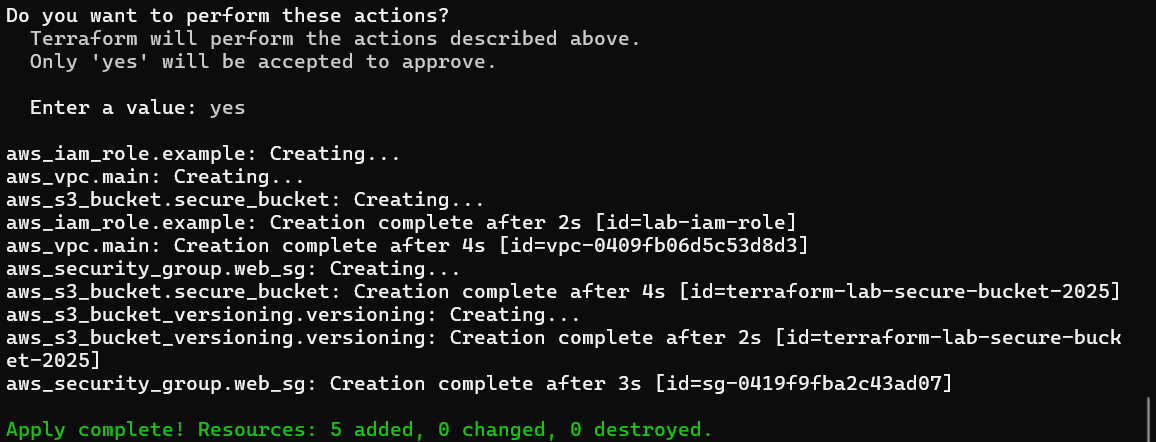 Do you want to perform these actions?
  Terraform will perform the actions described above.
  Only 'yes' will be accepted to approve.

  Enter a value: yes

aws_iam_role.example: Creating...
aws_vpc.main: Creating...
aws_s3_bucket.secure_bucket: Creating...
aws_iam_role.example: Creation complete after 2s [id=lab-iam-role]
aws_vpc.main: Creation complete after 4s [id=vpc-0409fb06d5c53d8d3]
aws_security_group.web_sg: Creating...
aws_s3_bucket.secure_bucket: Creation complete after 4s [id=terraform-lab-secure-bucket-2025]
aws_s3_bucket_versioning.versioning: Creating...
aws_s3_bucket_versioning.versioning: Creation complete after 2s [id=terraform-lab-secure-buck
et-2025]
aws_security_group.web_sg: Creation complete after 3s [id=sg-0419f9fba2c43ad07]

Apply complete! Resources: 5 added, 0 changed, 0 destroyed.